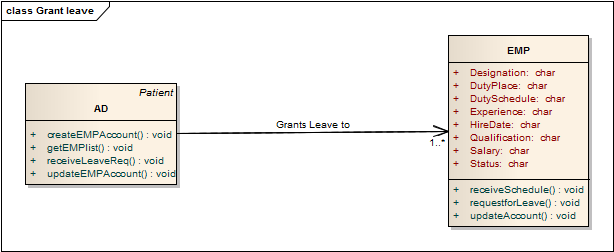 class Grant leave
Patient
AD
+ createEMPAccount() : void
+ getEMPlist() : void
+ receiveLeaveReq() : void
+ updateEMPAccount() : void
Grants Leave to
1..*
EMP
+ Designation: char
+ DutyPlace: char
+ DutySchedule: char
+ Experience: char
+ HireDate: char
+ Qualification: char
+ Salary: char
+ Status: char
+ receiveSchedule() : void
+ requestforLeave() : void
+ updateAccount() : void